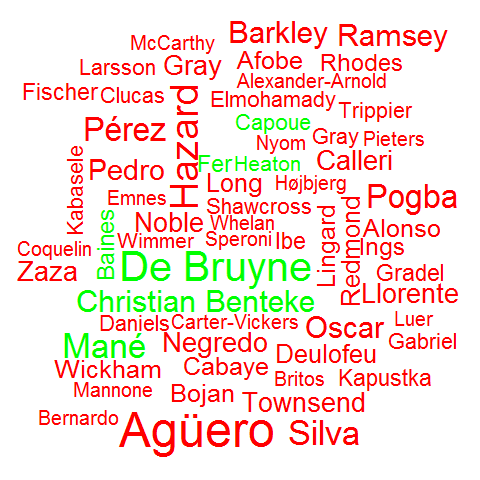 McCarthy Barkley Ramsey
Larsson Gray Afobe Rhodes
Fischer Clucas Alexander-Arnold
Elmohamady Trippier
Pérez Hazard Capoue
Nyom Gray Pieters
Kabasele Pedro Fer Heaton Calleri
Emnes Long Højbjerg Pogba
Baines Noble Shawcross Lingard Redmond
Whelan Alonso
Coquelin Wimmer Speroni Ibe Ings
Zaza De Bruyne Gradel
Christian Benteke Llorente
Daniels Carter-Vickers Oscar Luer
Mané Negredo Deulofeu Gabriel
Wickham Cabaye
Mannone Bojan Britos Kapustka
Bernardo Townsend
Agüero Silva